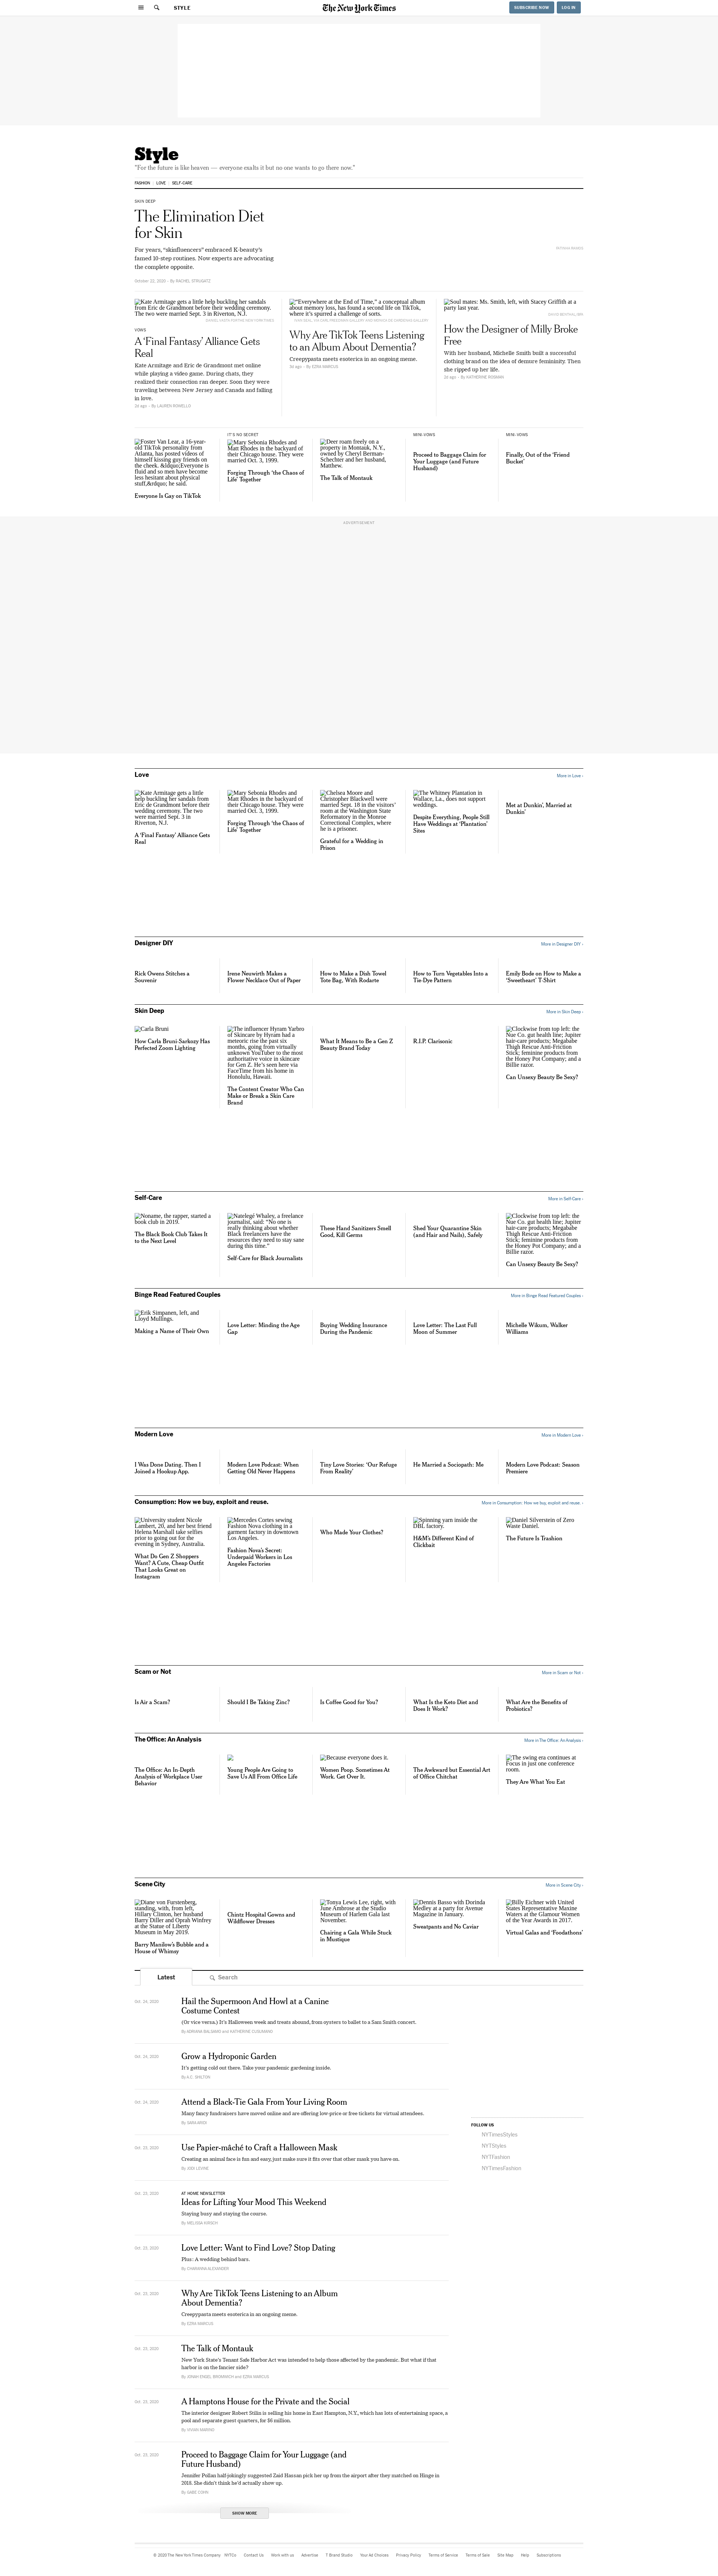 STYLE
The New York Times
SUBSCRIBE NOW
LOG IN
Style
“For the future is like heaven — everyone exalts it but no one wants to go there now.”
FASHION
LOVE
SELF-CARE
SKIN DEEP
The Elimination Diet
for Skin
For years, “skinfluencers” embraced K-beauty’s
famed 10-step routines. Now experts are advocating
the complete opposite.
October 22, 2020 · By RACHEL STRUGATZ
Kate Armitage gets a little help buckling her sandals
from Eric de Grandmont before their wedding ceremony.
The two were married Sept. 3 in Riverton, N.J.
VOWS
A ‘Final Fantasy’ Alliance Gets
Real
Kate Armitage and Eric de Grandmont met online
while playing a video game. During chats, they
realized their connection ran deeper. Soon they were
traveling between New Jersey and Canada and falling
in love.
2d ago · By LAUREN ROWELLO
“Everywhere at the End of Time,” a conceptual album
about memory loss, has found a second life on TikTok,
where it’s spurred a challenge of sorts.
Why Are TikTok Teens Listening
to an Album About Dementia?
Creepypasta meets esoterica in an ongoing meme.
3d ago · By EZRA MARCUS
Soul mates: Ms. Smith, left, with Stacey Griffith at a
party last year.
How the Designer of Milly Broke
Free
With her husband, Michelle Smith built a successful
clothing brand on the idea of demure femininity. Then
she ripped up her life.
2d ago · By KATHERINE ROSMAN
Foster Van Lear, a 16-year-
old TikTok personality from
Atlanta, has posted videos of
himself kissing guy friends on
the cheek. &ldquo;Everyone is
fluid and so men have become
less hesitant about physical
stuff,&rdquo; he said.
Everyone Is Gay on TikTok
IT’S NO SECRET
Mary Sebonia Rhodes and
Matt Rhodes in the backyard of
their Chicago house. They were
married Oct. 3, 1999.
Forging Through ‘the Chaos of
Life’ Together
Deer roam freely on a
property in Montauk, N.Y.,
owned by Cheryl Berman-
Schechter and her husband,
Matthew.
The Talk of Montauk
MINI-VOWS
Proceed to Baggage Claim for
Your Luggage (and Future
Husband)
MINI-VOWS
Finally, Out of the ‘Friend
Bucket’
ADVERTISEMENT
Love
More in Love ›
Kate Armitage gets a little
help buckling her sandals from
Eric de Grandmont before their
wedding ceremony. The two
were married Sept. 3 in
Riverton, N.J.
A ‘Final Fantasy’ Alliance Gets
Real
Mary Sebonia Rhodes and
Matt Rhodes in the backyard of
their Chicago house. They were
married Oct. 3, 1999.
Forging Through ‘the Chaos of
Life’ Together
Chelsea Moore and
Christopher Blackwell were
married Sept. 18 in the visitors’
room at the Washington State
Reformatory in the Monroe
Correctional Complex, where
he is a prisoner.
Grateful for a Wedding in
Prison
The Whitney Plantation in
Wallace, La., does not support
weddings.
Despite Everything, People Still
Have Weddings at ‘Plantation’
Sites
Met at Dunkin’, Married at
Dunkin’
Designer DIY
More in Designer DIY ›
Rick Owens Stitches a
Souvenir
Irene Neuwirth Makes a
Flower Necklace Out of Paper
How to Make a Dish Towel
Tote Bag, With Rodarte
How to Turn Vegetables Into a
Tie-Dye Pattern
Emily Bode on How to Make a
‘Sweetheart’ T-Shirt
Skin Deep
More in Skin Deep ›
Carla Bruni
How Carla Bruni-Sarkozy Has
Perfected Zoom Lighting
The influencer Hyram Yarbro
of Skincare by Hyram had a
meteoric rise the past six
months, going from virtually
unknown YouTuber to the most
authoritative voice in skincare
for Gen Z. He’s seen here via
FaceTime from his home in
Honolulu, Hawaii.
The Content Creator Who Can
Make or Break a Skin Care
Brand
What It Means to Be a Gen Z
Beauty Brand Today
R.I.P. Clarisonic
Clockwise from top left: the
Nue Co. gut health line; Jupiter
hair-care products; Megababe
Thigh Rescue Anti-Friction
Stick; feminine products from
the Honey Pot Company; and a
Billie razor.
Can Unsexy Beauty Be Sexy?
Self-Care
More in Self-Care ›
Noname, the rapper, started a
book club in 2019.
The Black Book Club Takes It
to the Next Level
Natelegé Whaley, a freelance
journalist, said: “No one is
really thinking about whether
Black freelancers have the
resources they need to stay sane
during this time.”
Self-Care for Black Journalists
These Hand Sanitizers Smell
Good, Kill Germs
Shed Your Quarantine Skin
(and Hair and Nails), Safely
Clockwise from top left: the
Nue Co. gut health line; Jupiter
hair-care products; Megababe
Thigh Rescue Anti-Friction
Stick; feminine products from
the Honey Pot Company; and a
Billie razor.
Can Unsexy Beauty Be Sexy?
Binge Read Featured Couples
More in Binge Read Featured Couples ›
Erik Simpanen, left, and
Lloyd Mullings.
Making a Name of Their Own
Love Letter: Minding the Age
Gap
Buying Wedding Insurance
During the Pandemic
Love Letter: The Last Full
Moon of Summer
Michelle Wikum, Walker
Williams
Modern Love
More in Modern Love ›
I Was Done Dating. Then I
Joined a Hookup App.
Modern Love Podcast: When
Getting Old Never Happens
Tiny Love Stories: ‘Our Refuge
From Reality’
He Married a Sociopath: Me
Modern Love Podcast: Season
Premiere
Consumption: How we buy, exploit and reuse.
More in Consumption: How we buy, exploit and reuse. ›
University student Nicole
Lambert, 20, and her best friend
Helena Marshall take selfies
prior to going out for the
evening in Sydney, Australia.
What Do Gen Z Shoppers
Want? A Cute, Cheap Outfit
That Looks Great on
Instagram
Mercedes Cortes sewing
Fashion Nova clothing in a
garment factory in downtown
Los Angeles.
Fashion Nova’s Secret:
Underpaid Workers in Los
Angeles Factories
Who Made Your Clothes?
Spinning yarn inside the
DBL factory.
H&M’s Different Kind of
Clickbait
Daniel Silverstein of Zero
Waste Daniel.
The Future Is Trashion
Scam or Not
More in Scam or Not ›
Is Air a Scam?
Should I Be Taking Zinc?
Is Coffee Good for You?
What Is the Keto Diet and
Does It Work?
What Are the Benefits of
Probiotics?
The Office: An Analysis
More in The Office: An Analysis ›
The Office: An In-Depth
Analysis of Workplace User
Behavior
Young People Are Going to
Save Us All From Office Life
Because everyone does it.
Women Poop. Sometimes At
Work. Get Over It.
The Awkward but Essential Art
of Office Chitchat
The swing era continues at
Focus in just one conference
room.
They Are What You Eat
Scene City
More in Scene City ›
Diane von Furstenberg,
standing, with, from left,
Hillary Clinton, her husband
Barry Diller and Oprah Winfrey
at the Statue of Liberty
Museum in May 2019.
Barry Manilow’s Bubble and a
House of Whimsy
Chintz Hospital Gowns and
Wildflower Dresses
Tonya Lewis Lee, right, with
June Ambrose at the Studio
Museum of Harlem Gala last
November.
Chairing a Gala While Stuck
in Mustique
Dennis Basso with Dorinda
Medley at a party for Avenue
Magazine in January.
Sweatpants and No Caviar
Billy Eichner with United
States Representative Maxine
Waters at the Glamour Women
of the Year Awards in 2017.
Virtual Galas and ‘Feedathons’
Latest
Search
Oct. 24, 2020
Hail the Supermoon And Howl at a Canine
Costume Contest
(Or vice versa.) It’s Halloween week and treats abound, from oysters to ballet to a Sam Smith concert.
By ADRIANA BALSAMO and KATHERINE CUSUMANO
Oct. 24, 2020
Grow a Hydroponic Garden
It’s getting cold out there. Take your pandemic gardening inside.
Oct. 24, 2020
Attend a Black-Tie Gala From Your Living Room
Many fancy fundraisers have moved online and are offering low-price or free tickets for virtual attendees.
By SARA ARIDI
Oct. 23, 2020
Use Papier-mâché to Craft a Halloween Mask
Creating an animal face is fun and easy, just make sure it fits over that other mask you have on.
By JODI LEVINE
Oct. 23, 2020
AT HOME NEWSLETTER
Ideas for Lifting Your Mood This Weekend
Staying busy and staying the course.
By MELISSA KIRSCH
Oct. 23, 2020
Love Letter: Want to Find Love? Stop Dating
Plus: A wedding behind bars.
By CHARANNA ALEXANDER
Oct. 23, 2020
Why Are TikTok Teens Listening to an Album
About Dementia?
Creepypasta meets esoterica in an ongoing meme.
By EZRA MARCUS
Oct. 23, 2020
The Talk of Montauk
New York State’s Tenant Safe Harbor Act was intended to help those affected by the pandemic. But what if that
harbor is on the fancier side?
By JONAH ENGEL BROMWICH and EZRA MARCUS
Oct. 23, 2020
A Hamptons House for the Private and the Social
The interior designer Robert Stilin is selling his home in East Hampton, N.Y., which has lots of entertaining space, a
pool and separate guest quarters, for $6 million.
By VIVIAN MARINO
Oct. 23, 2020
Proceed to Baggage Claim for Your Luggage (and
Future Husband)
Jennifer Pollan half-jokingly suggested Zaid Hassan pick her up from the airport after they matched on Hinge in
2018. She didn’t think he’d actually show up.
By GABE COHN
SHOW MORE
FOLLOW US
NYTimesStyles
NYTStyles
NYTFashion
NYTimesFashion
© 2020 The New York Times Company
NYTCo
Contact Us
Work with us
Advertise
T Brand Studio
Your Ad Choices
Privacy Policy
Terms of Service
Terms of Sale
Site Map
Help
Subscriptions